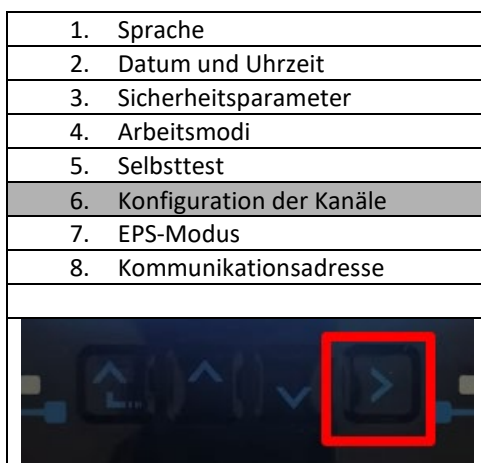 1. Sprache
2. Datum und Uhrzeit
3. Sicherheitsparameter
4. Arbeitsmodi
5. Selbsttest
6. Konfiguration der Kanäle
7. EPS-Modus
8. Kommunikationsadresse